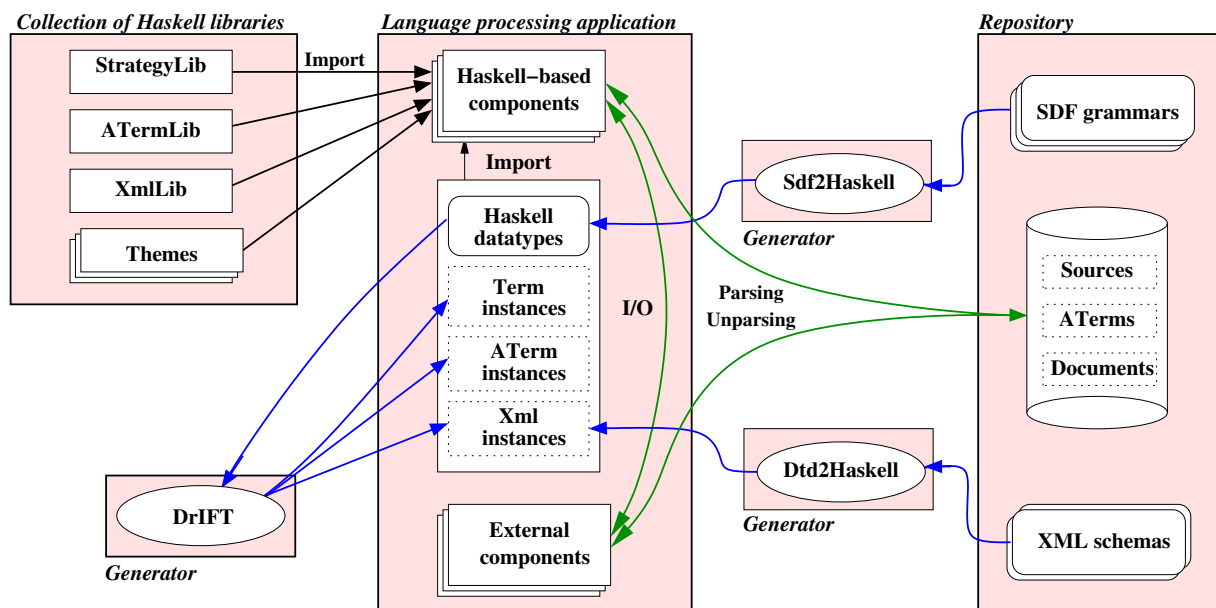 Collection of Haskell libraries
StrategyLib
ATermLib
XmlLib
Themes
Import
Language processing application
Haskell−based
components
Import
Haskell
datatypes
Term
instances
ATerm
instances
Xml
instances
I/O
External
components
DrIFT
Generator
Sdf2Haskell
Generator
Parsing
Unparsing
Dtd2Haskell
Generator
Repository
SDF grammars
Sources
ATerms
Documents
XML schemas